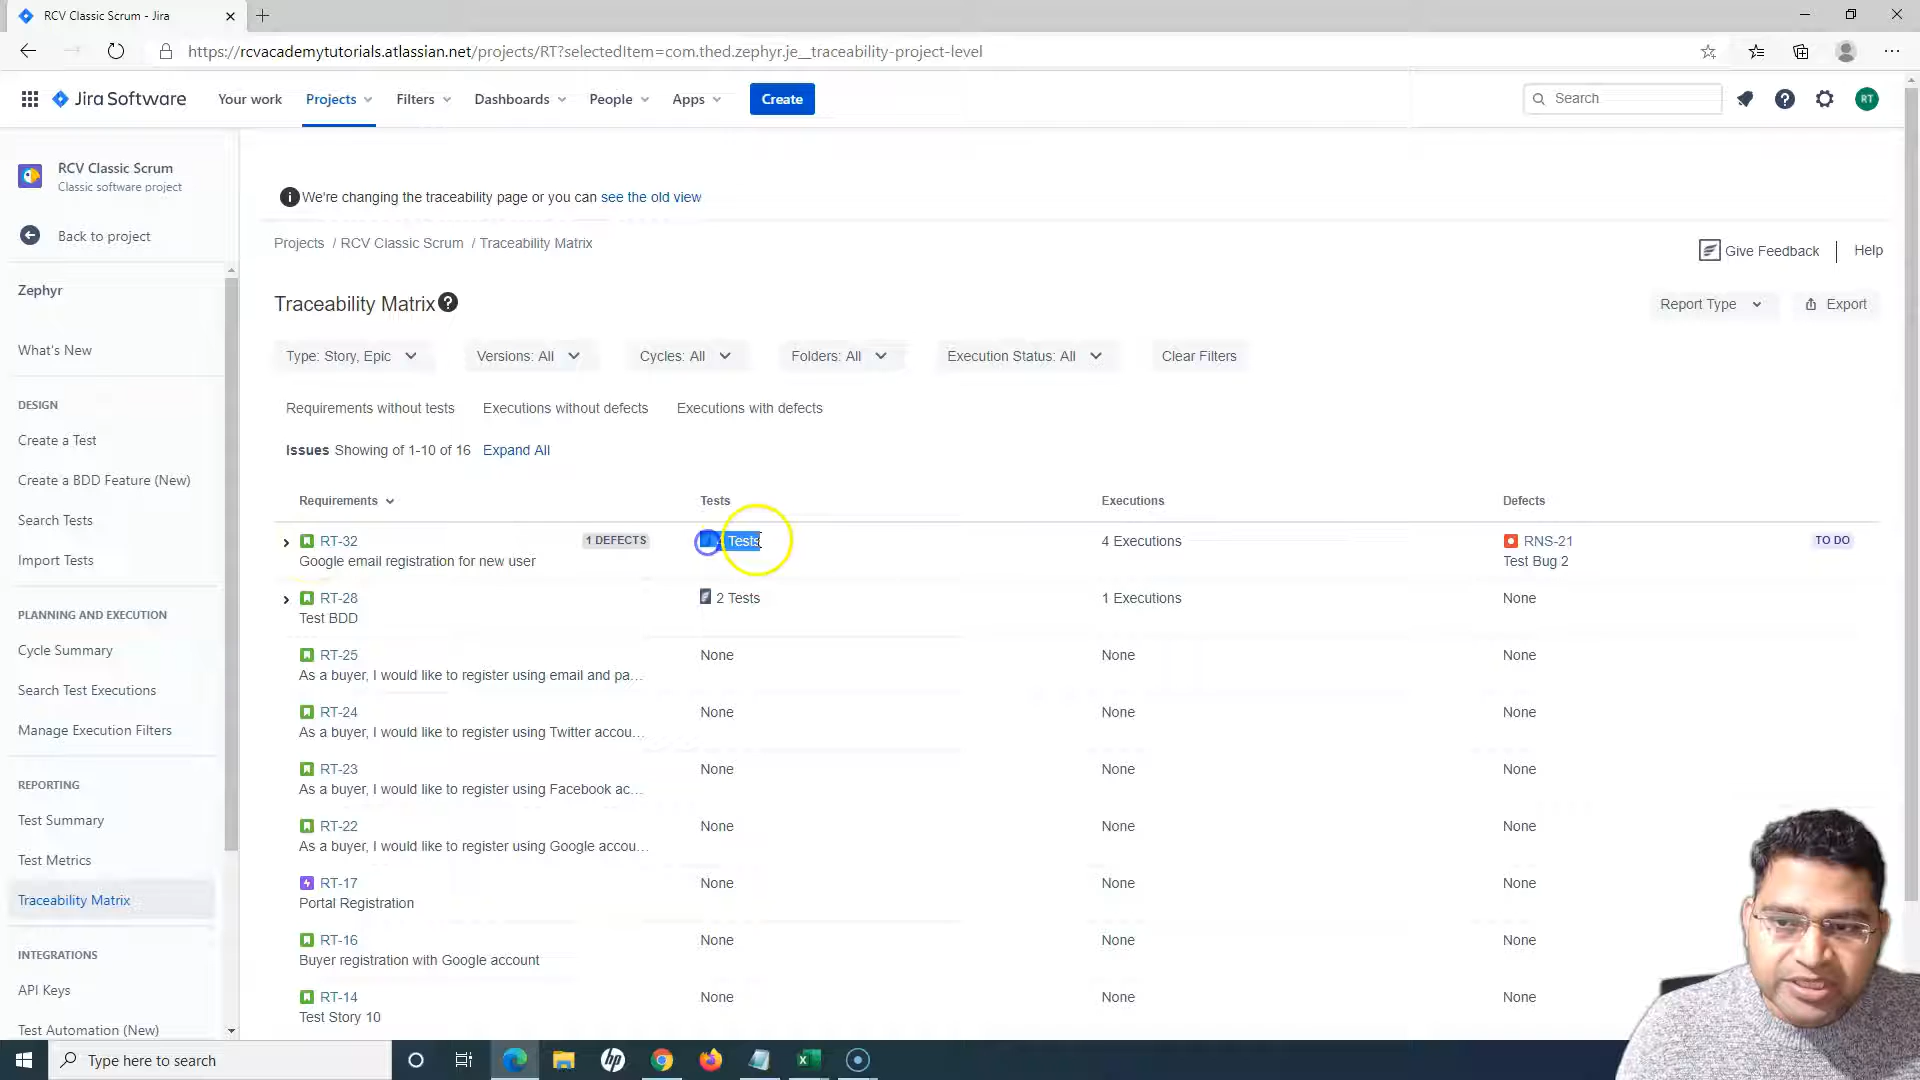 RCV Classic Scrum - Jira
https://rcvacademytutorials.atlassian.net/projects/RT?selectedItem=com.thed.zephyr.je__traceability-project-level
Jira Software
Your work
Projects
Filters
Dashboards
People
Apps
Create
Search
RT
RCV Classic Scrum
Classic software project
Back to project
Zephyr
What's New
DESIGN
Create a Test
Create a BDD Feature (New)
Search Tests
Import Tests
PLANNING AND EXECUTION
Cycle Summary
Search Test Executions
Manage Execution Filters
REPORTING
Test Summary
Test Metrics
Traceability Matrix
INTEGRATIONS
API Keys
Test Automation (New)
We're changing the traceability page or you can see the old view
Projects / RCV Classic Scrum / Traceability Matrix
Give Feedback
Help
Traceability Matrix
Report Type
Export
Type: Story, Epic
Versions: All
Cycles: All
Folders: All
Execution Status: All
Clear Filters
Requirements without tests
Executions without defects
Executions with defects
Issues Showing of 1-10 of 16 Expand All
Requirements Tests Executions Defects
RT-32 1 DEFECTS Tests 4 Executions RNS-21 TO DO
Google email registration for new user Test Bug 2
RT-28 2 Tests 1 Executions None
Test BDD
RT-25 None None None
As a buyer, I would like to register using email and pa...
RT-24 None None None
As a buyer, I would like to register using Twitter accou...
RT-23 None None None
As a buyer, I would like to register using Facebook ac...
RT-22 None None None
As a buyer, I would like to register using Google accou...
RT-17 None None None
Portal Registration
RT-16 None None None
Buyer registration with Google account
RT-14 None None None
Test Story 10
Type here to search
hp